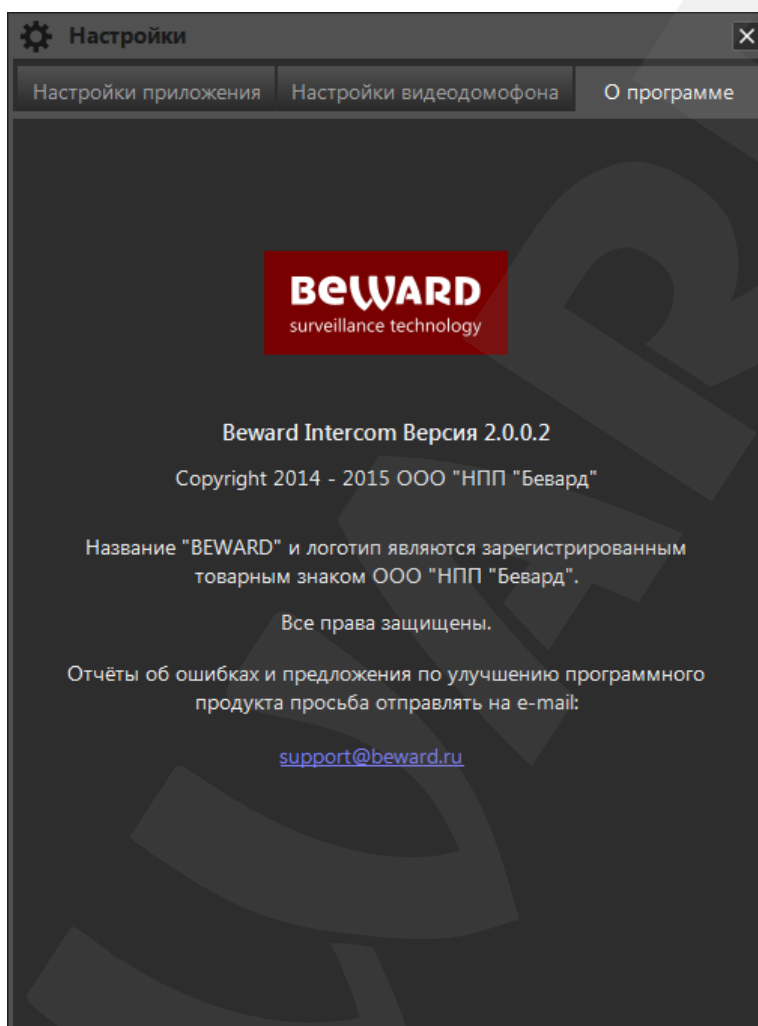 Настройки
Настройки приложения Настройки видеодомофона О программе
BEWARD
surveillance technology
Beward Intercom Версия 2.0.0.2
Copyright 2014 - 2015 ООО "НПП "Бевард"
Название "BEWARD" и логотип являются зарегистрированным
товарным знаком ООО "НПП "Бевард".
Все права защищены.
Отчёты об ошибках и предложения по улучшению программного
продукта просьба отправлять на e-mail:
support@beward.ru